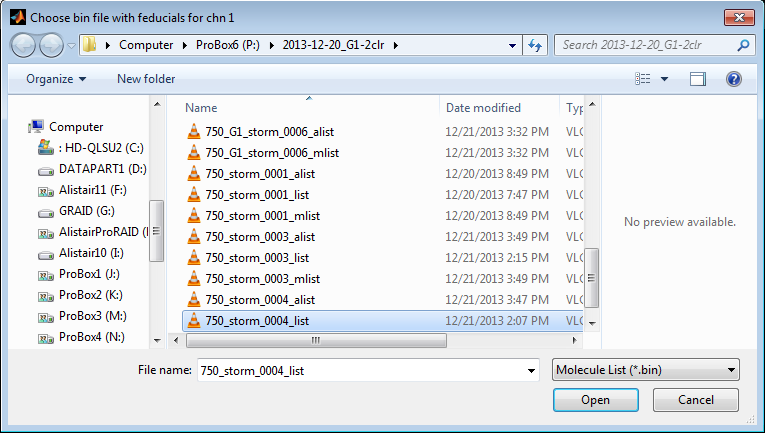 Choose bin file with feducials for chn 1
Computer ▸ ProBox6 (P:) ▸ 2013-12-20_G1-2clr ▸
Search 2013-12-20_G1-2clr
Organize
New folder
Name Date modified Typ
Computer
: HD-QLSU2 (C:)
DATAPART1 (D:)
Alistair11 (F:)
GRAID (G:)
AlistairProRAID (
Alistair10 (I:)
ProBox1 (J:)
ProBox2 (K:)
ProBox3 (M:)
ProBox4 (N:)
750_G1_storm_0006_alist 12/21/2013 3:32 PM VLC
750_G1_storm_0006_mlist 12/21/2013 3:32 PM VLC
750_storm_0001_alist 12/20/2013 8:49 PM VLC
750_storm_0001_list 12/20/2013 7:47 PM VLC
750_storm_0001_mlist 12/20/2013 8:49 PM VLC
750_storm_0003_alist 12/21/2013 3:49 PM VLC
750_storm_0003_list 12/21/2013 2:15 PM VLC
750_storm_0003_mlist 12/21/2013 3:49 PM VLC
750_storm_0004_alist 12/21/2013 3:47 PM VLC
750_storm_0004_list 12/21/2013 2:07 PM VLC
No preview available.
File name: 750_storm_0004_list
Molecule List (*.bin)
Open
Cancel